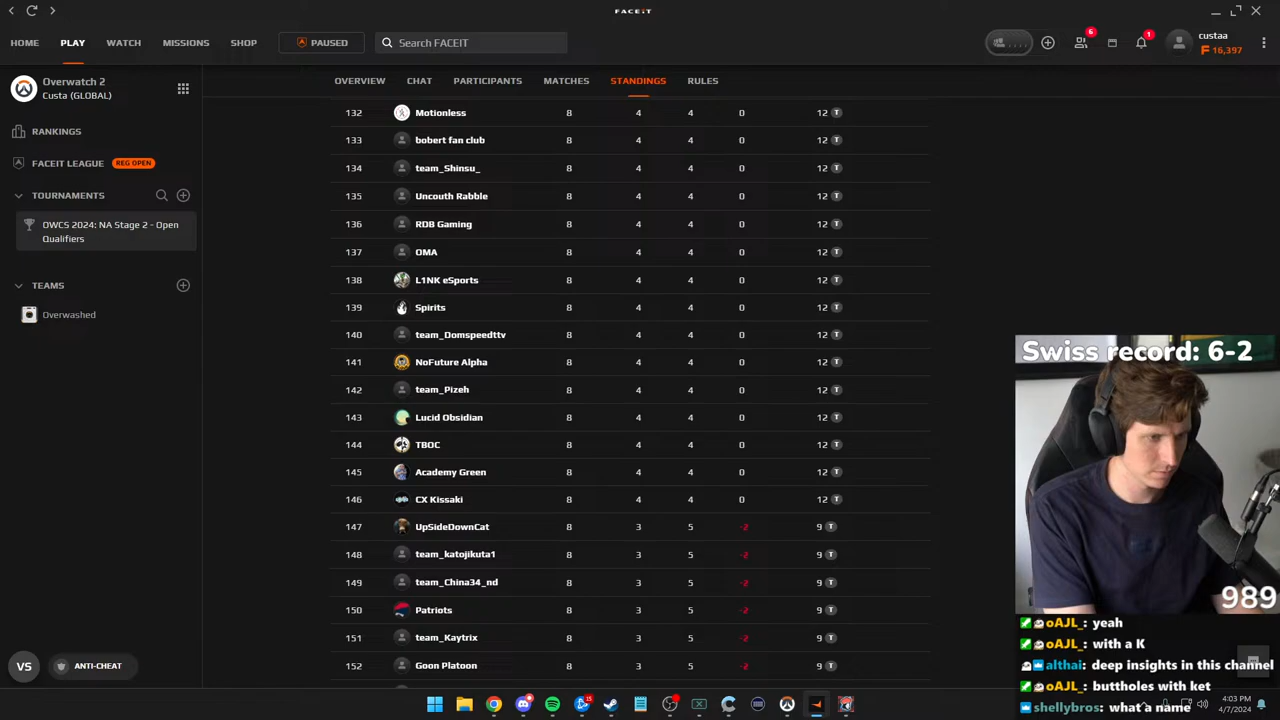 FACEIT
HOME PLAY WATCH MISSIONS SHOP PAUSED Search FACEIT 6 1 custaa 16,397
Overwatch 2
Custa (GLOBAL)
RANKINGS
FACEIT LEAGUE REG OPEN
TOURNAMENTS
OWCS 2024: NA Stage 2 - Open
Qualifiers
TEAMS
Overwashed
VS ANTI-CHEAT
OVERVIEW CHAT PARTICIPANTS MATCHES STANDINGS RULES
132 Motionless 8 4 4 0 12 T
133 bobert fan club 8 4 4 0 12 T
134 team_Shinsu_ 8 4 4 0 12 T
135 Uncouth Rabble 8 4 4 0 12 T
136 RDB Gaming 8 4 4 0 12 T
137 OMA 8 4 4 0 12 T
138 L1NK eSports 8 4 4 0 12 T
139 Spirits 8 4 4 0 12 T
140 team_Domspeedttv 8 4 4 0 12 T
141 NoFuture Alpha 8 4 4 0 12 T
142 team_Pizeh 8 4 4 0 12 T
143 Lucid Obsidian 8 4 4 0 12 T
144 TBOC 8 4 4 0 12 T
145 Academy Green 8 4 4 0 12 T
146 CX Kissaki 8 4 4 0 12 T
147 UpSideDownCat 8 3 5 -2 9 T
148 team_katojikuta1 8 3 5 -2 9 T
149 team_China34_nd 8 3 5 -2 9 T
150 Patriots 8 3 5 -2 9 T
151 team_Kaytrix 8 3 5 -2 9 T
152 Goon Platoon 8 3 5 -2 9 T
Swiss record: 6-2
989
oAJL_: yeah
oAJL_: with a K
althai: deep insights in this channel
oAJL_: buttholes with ket
shellybros: what a name
4:03 PM
4/7/2024